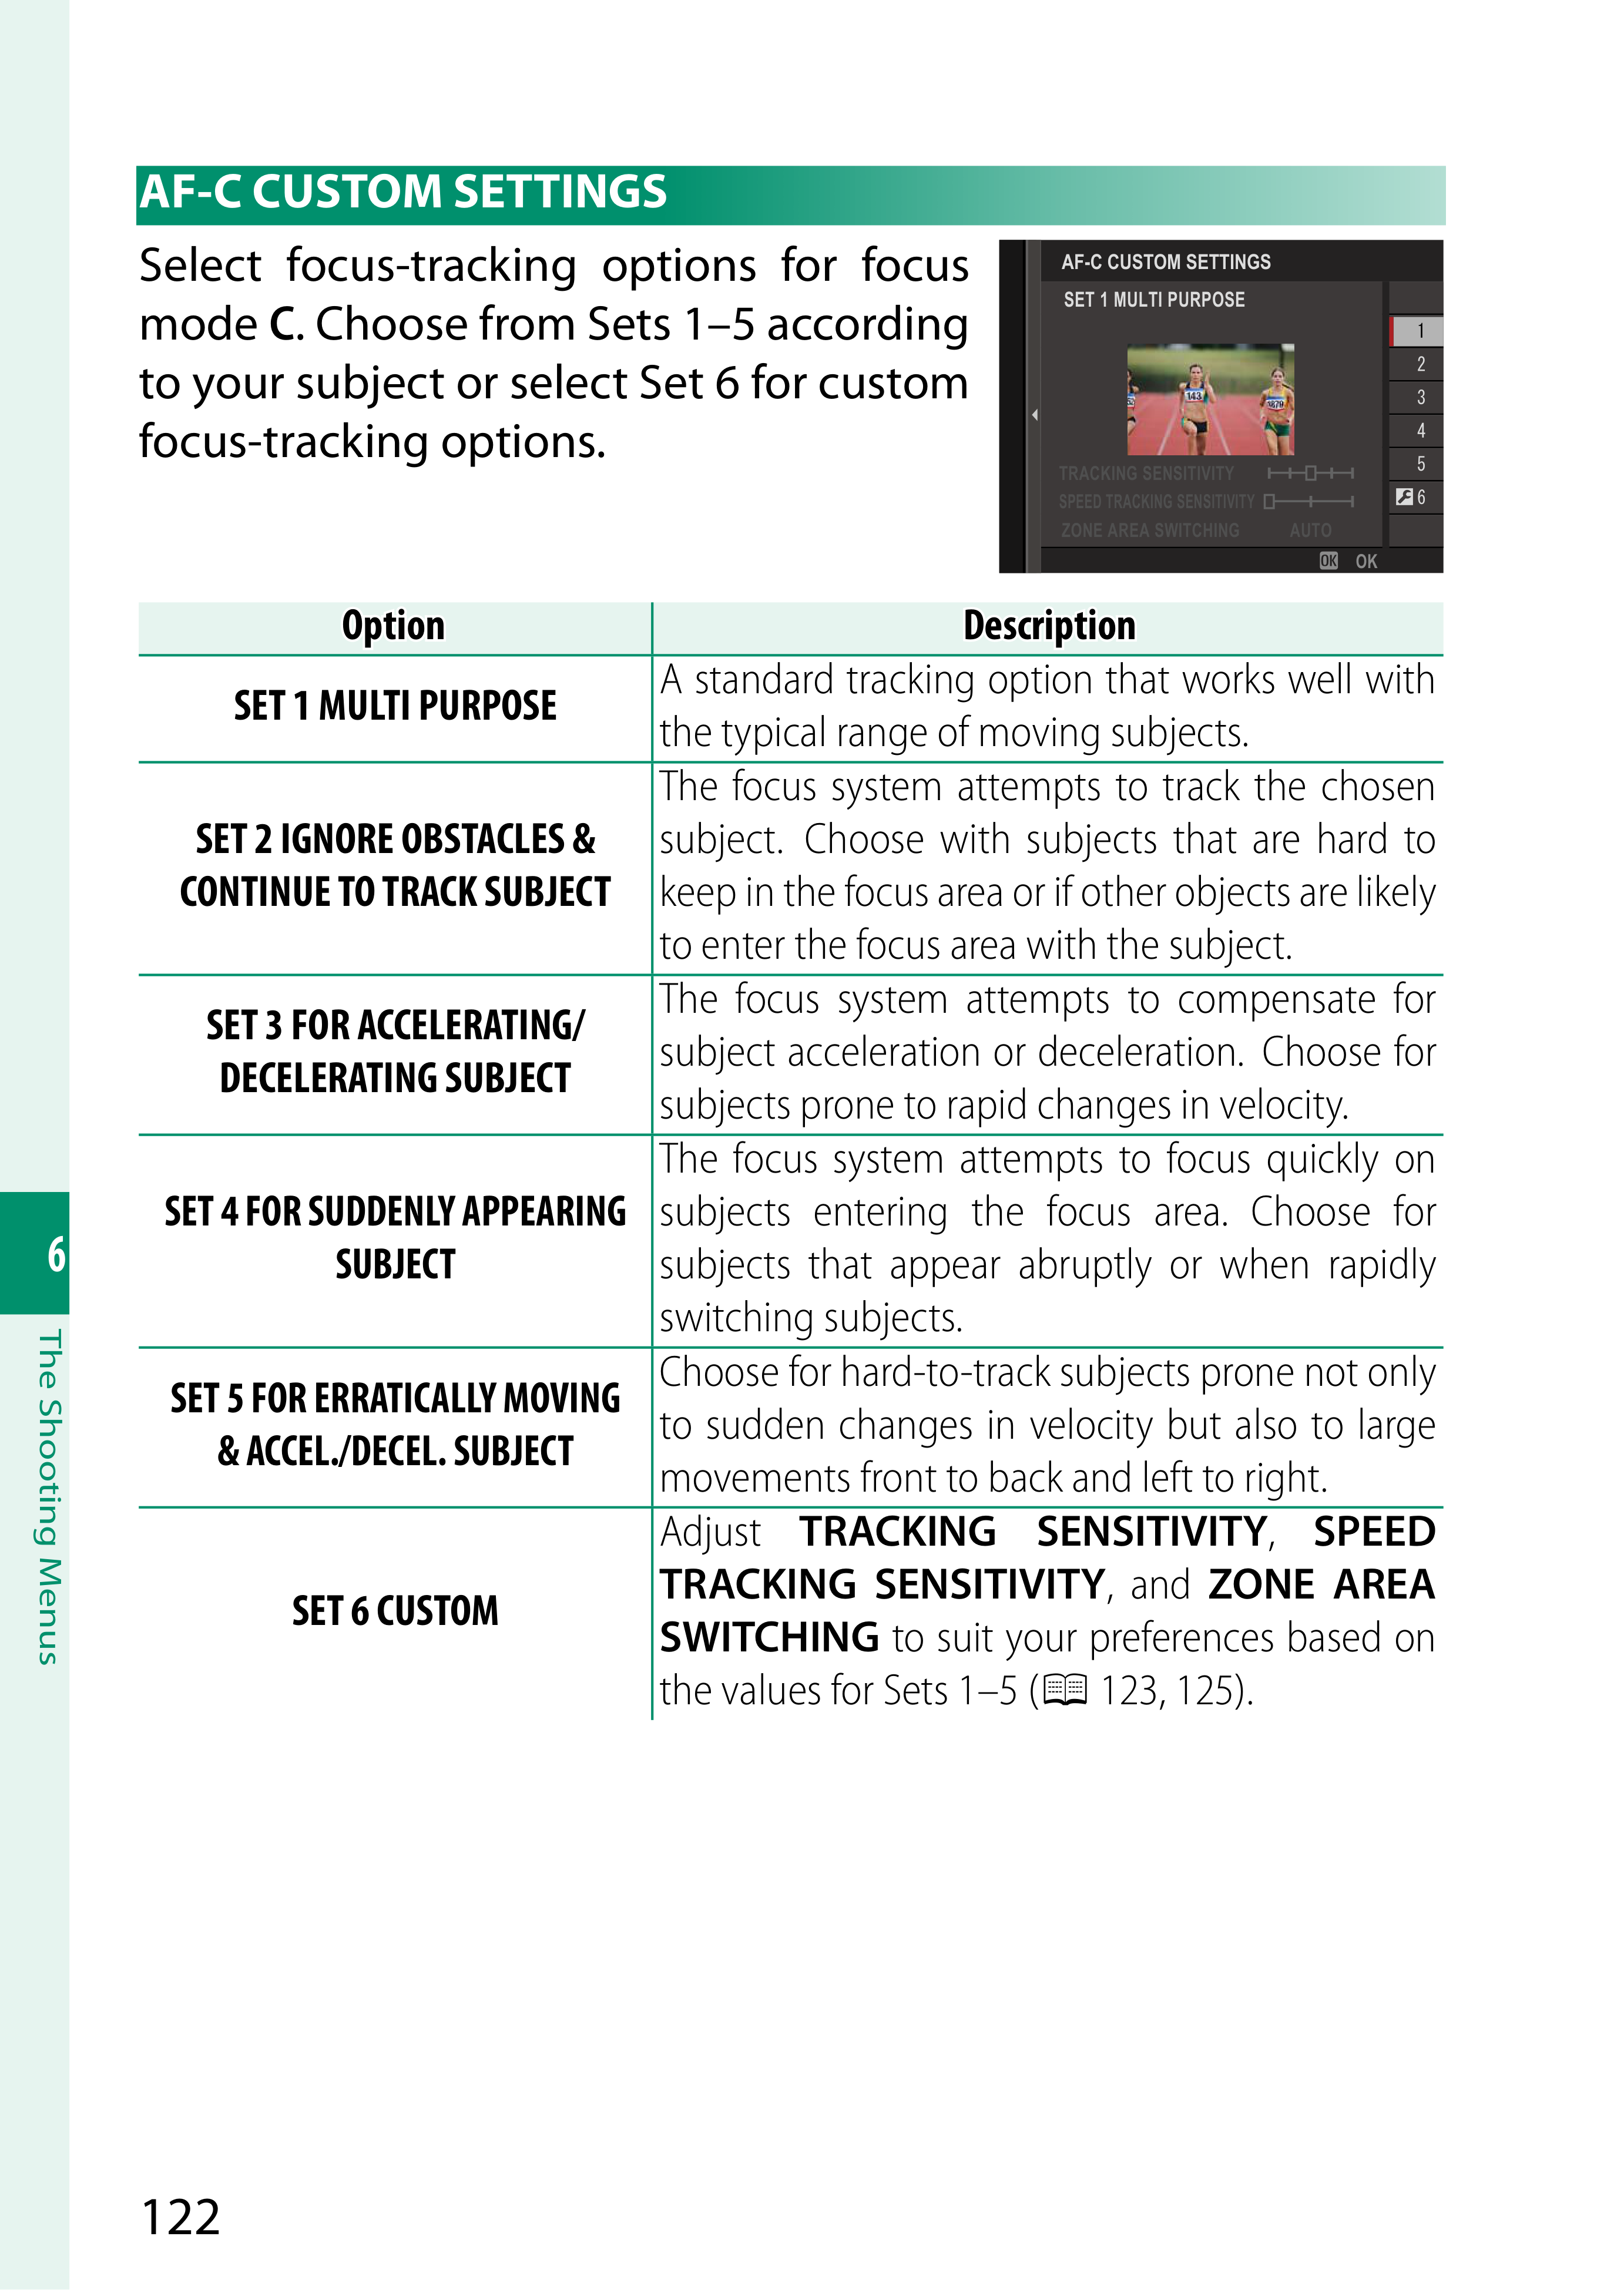 AF-C CUSTOM SETTINGS
Select focus-tracking options for focus
mode C. Choose from Sets 1–5 according
to your subject or select Set 6 for custom
focus-tracking options.
AF-C CUSTOM SETTINGS
SET 1 MULTI PURPOSE
143
1879
TRACKING SENSITIVITY
SPEED TRACKING SENSITIVITY
ZONE AREA SWITCHING AUTO
1
2
3
4
5
6
OK OK
Option Description
SET 1 MULTI PURPOSE
A standard tracking option that works well with
the typical range of moving subjects.
SET 2 IGNORE OBSTACLES &
CONTINUE TO TRACK SUBJECT
The focus system attempts to track the chosen
subject. Choose with subjects that are hard to
keep in the focus area or if other objects are likely
to enter the focus area with the subject.
SET 3 FOR ACCELERATING/
DECELERATING SUBJECT
The focus system attempts to compensate for
subject acceleration or deceleration. Choose for
subjects prone to rapid changes in velocity.
SET 4 FOR SUDDENLY APPEARING
SUBJECT
The focus system attempts to focus quickly on
subjects entering the focus area. Choose for
subjects that appear abruptly or when rapidly
switching subjects.
SET 5 FOR ERRATICALLY MOVING
& ACCEL./DECEL. SUBJECT
Choose for hard-to-track subjects prone not only
to sudden changes in velocity but also to large
movements front to back and left to right.
SET 6 CUSTOM
Adjust TRACKING SENSITIVITY, SPEED
TRACKING SENSITIVITY, and ZONE AREA
SWITCHING to suit your preferences based on
the values for Sets 1–5 (123, 125).
6
The Shooting Menus
122